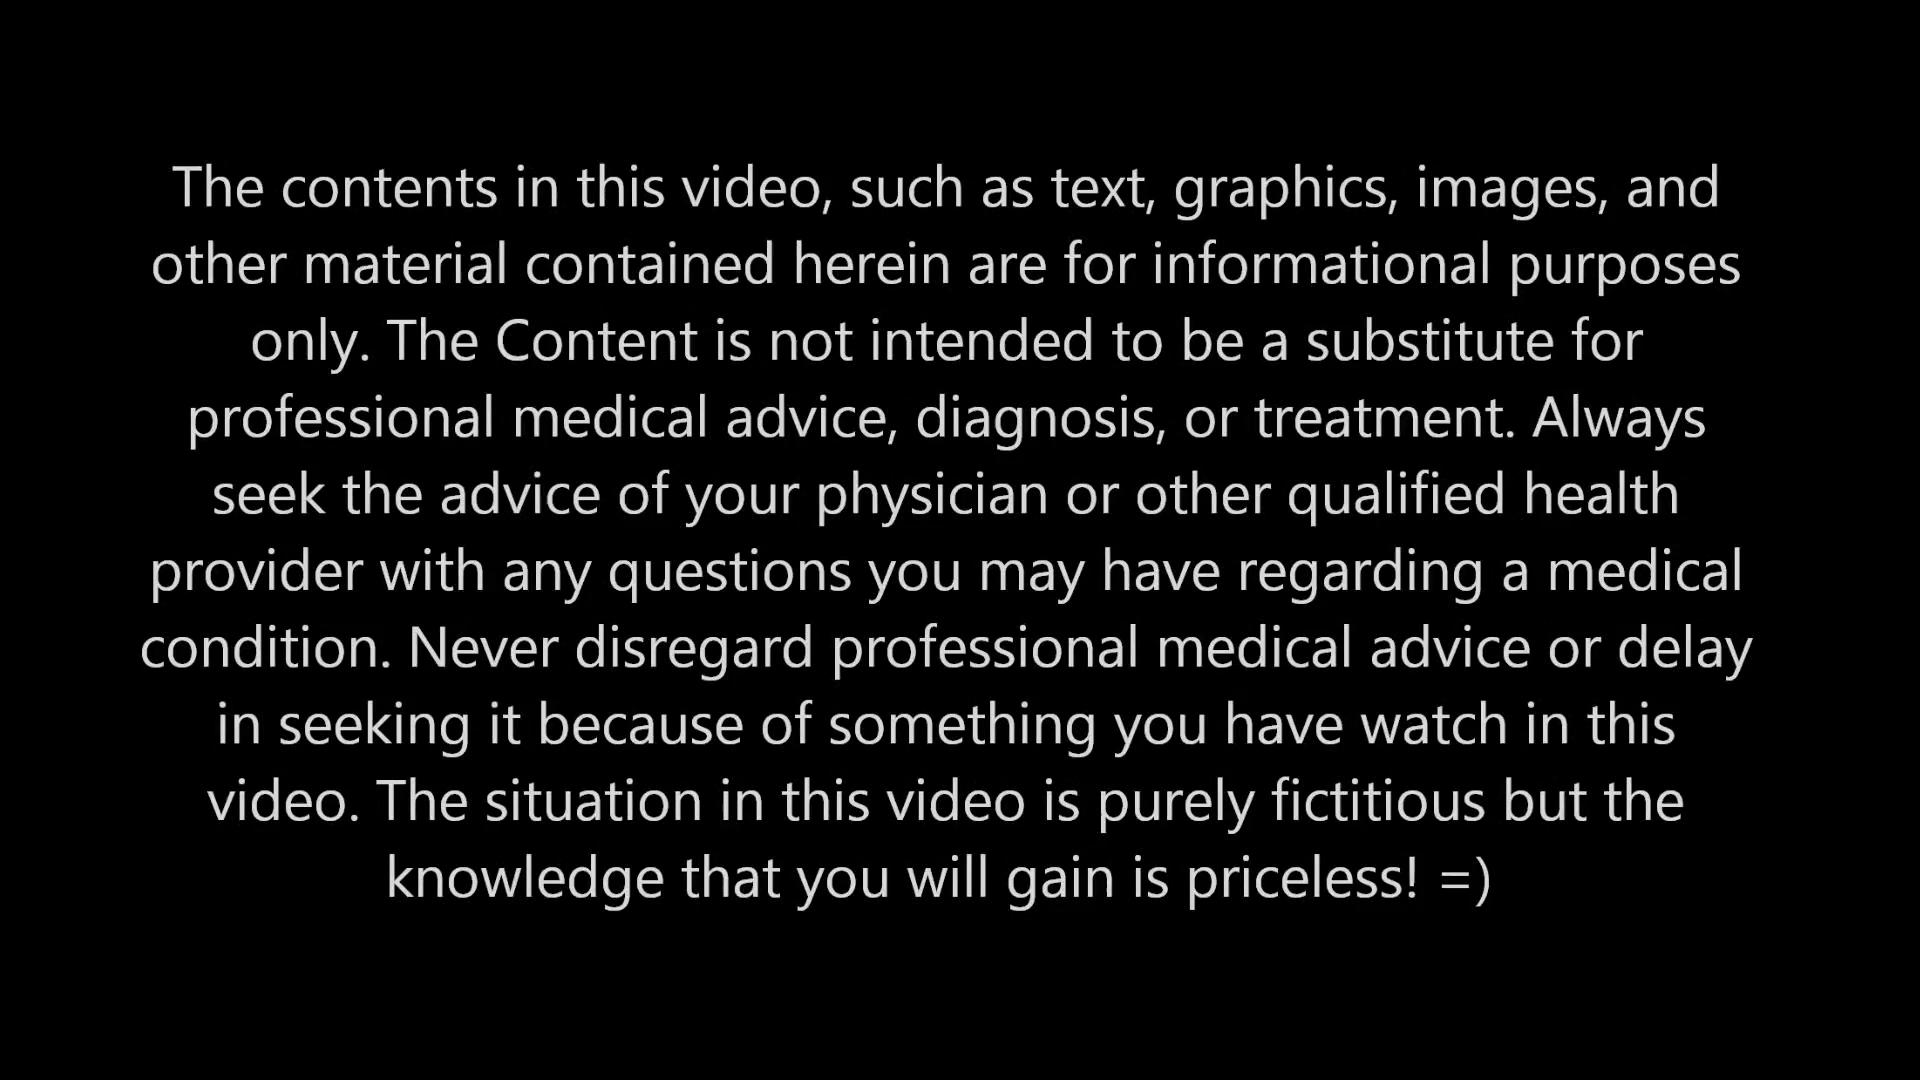 The contents in this video, such as text, graphics, images, and
other material contained herein are for informational purposes
only. The Content is not intended to be a substitute for
professional medical advice, diagnosis, or treatment. Always
seek the advice of your physician or other qualified health
provider with any questions you may have regarding a medical
condition. Never disregard professional medical advice or delay
in seeking it because of something you have watch in this
video. The situation in this video is purely fictitious but the
knowledge that you will gain is priceless! =)